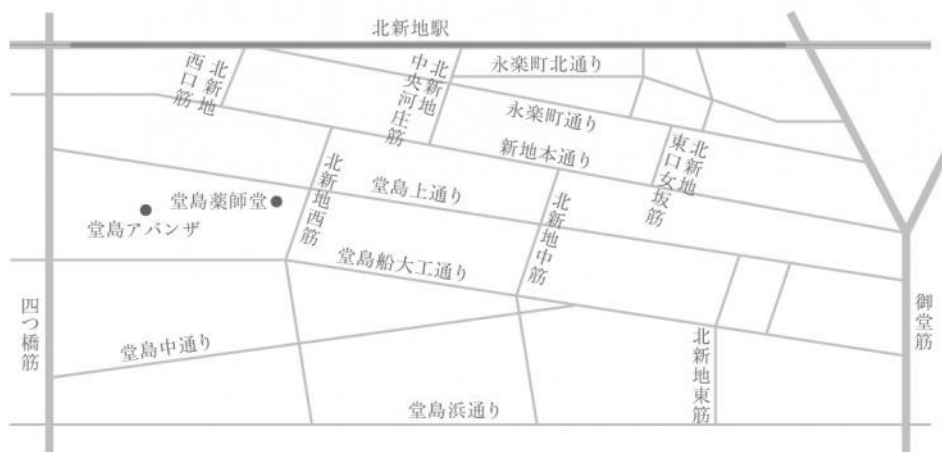 北新地駅
北新地
西口筋
北新地
中央河庄筋
永楽町北通り
永楽町通り
新地本通り
北新地
東口女坂筋
北新地西筋
堂島上通り
北新地中筋
堂島薬師堂
堂島アバンザ
堂島船大工通り
四つ橋筋
御堂筋
堂島中通り
北新地東筋
堂島浜通り